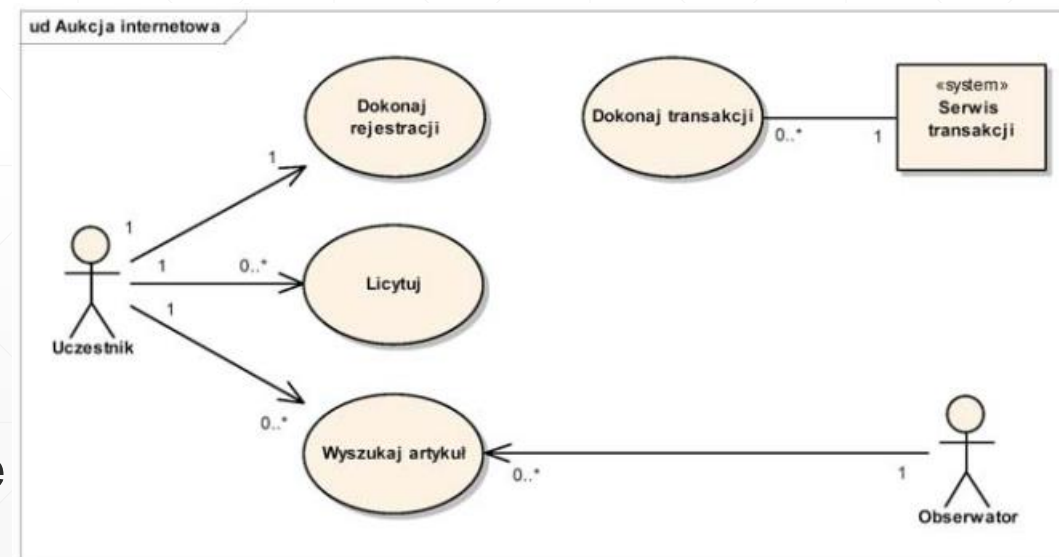 ud Aukcja internetowa
Dokonaj
rejestracji
Dokonaj transakcji
0..*
1
«system»
Serwis
transakcji
1
1
1
0..*
Licytuj
1
Uczestnik
0..*
Wyszukaj artykuł
0..*
1
Obserwator
e